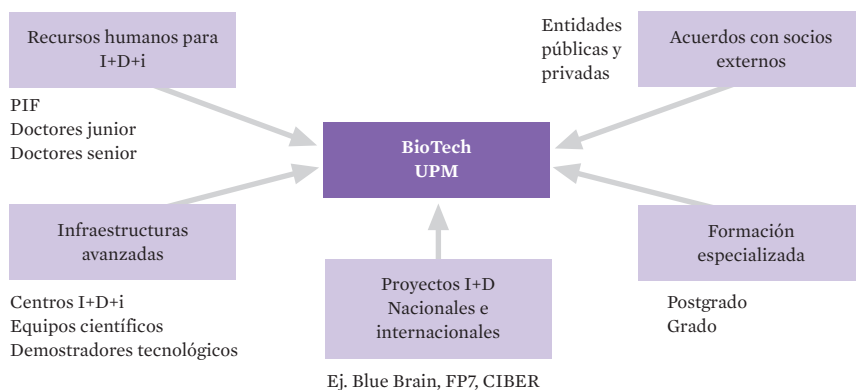 Recursos humanos para
I+D+i
PIF
Doctores junior
Doctores senior
Entidades
públicas y
privadas
Acuerdos con socios
externos
BioTech
UPM
Infraestructuras
avanzadas
Centros I+D+i
Equipos científicos
Demostradores tecnológicos
Proyectos I+D
Nacionales e
internacionales
Ej. Blue Brain, FP7, CIBER
Formación
especializada
Postgrado
Grado